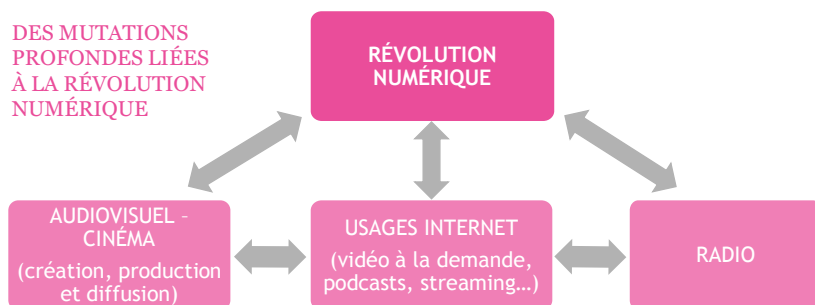 DES MUTATIONS
PROFONDES LIÉES
À LA RÉVOLUTION
NUMÉRIQUE
RÉVOLUTION
NUMÉRIQUE
AUDIOVISUEL –
CINÉMA
(création, production
et diffusion)
USAGES INTERNET
(vidéo à la demande,
podcasts, streaming…)
RADIO